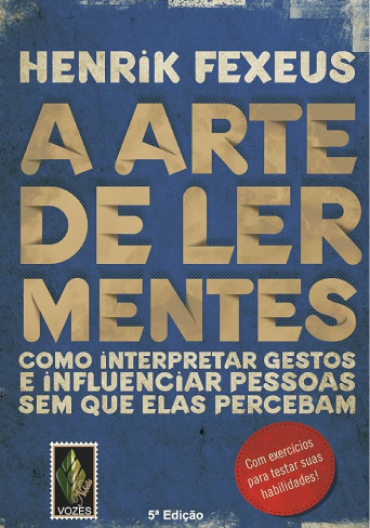 HENRIK FEXEUS
A ARTE
DE LER
MENTES
COMO INTERPRETAR GESTOS
E INFLUENCIAR PESSOAS
SEM QUE ELAS PERCEBAM
Com exercícios
para testar suas
habilidades!
VOZES
5ª Edição